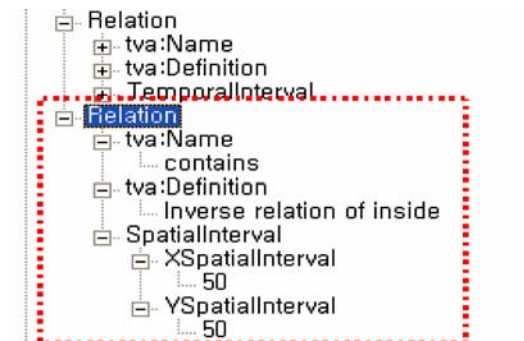 Relation
tva:Name
tva:Definition
TemporalInterval
Relation
tva:Name
contains
tva:Definition
Inverse relation of inside
SpatialInterval
XSpatialInterval
50
YSpatialInterval
50